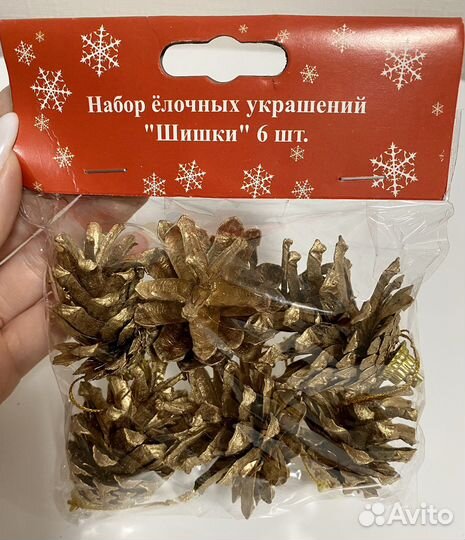 Набор ёлочных украшений
"Шишки" 6 шт.
Avito